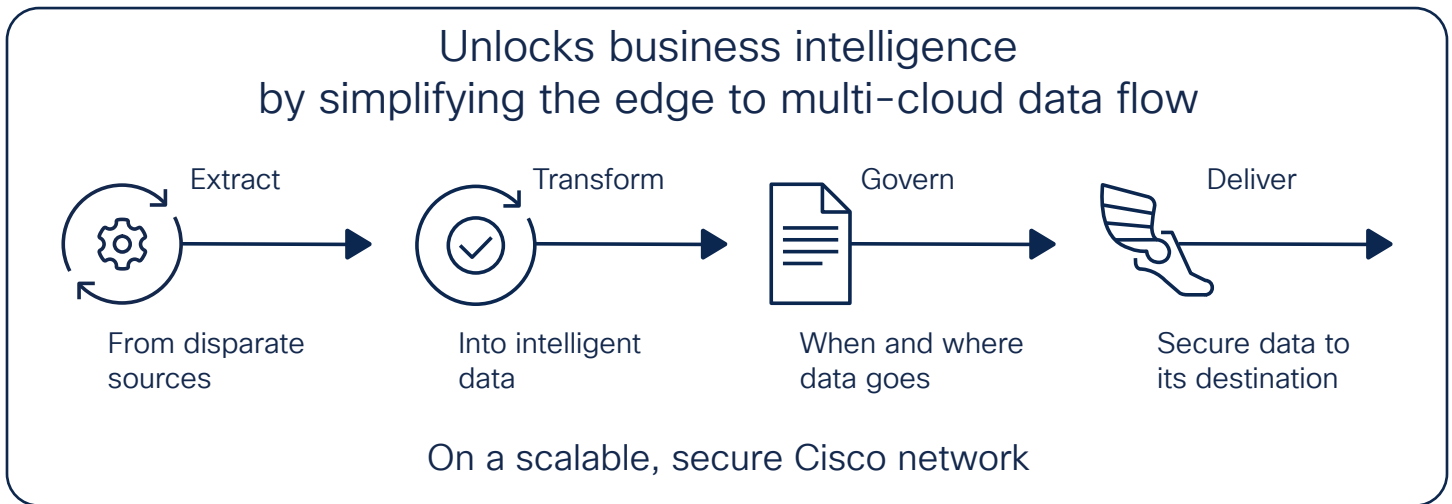 Unlocks business intelligence
by simplifying the edge to multi-cloud data flow
Extract
Transform
Govern
Deliver
From disparate
sources
Into intelligent
data
When and where
data goes
Secure data to
its destination
On a scalable, secure Cisco network